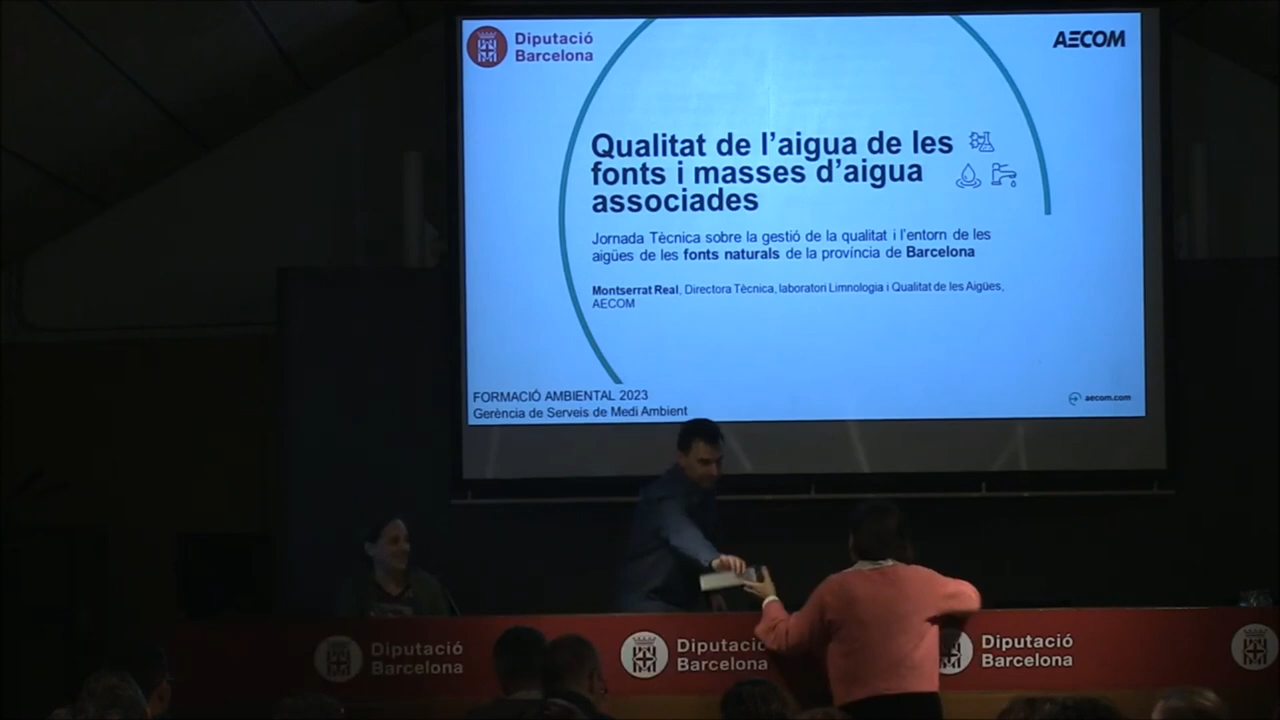 Diputació
Barcelona
AECOM
Qualitat de l'aigua de les
fonts i masses d'aigua
associades
Jornada Tècnica sobre la gestió de la qualitat i l'entorn de les
aigües de les fonts naturals de la província de Barcelona
Montserrat Real, Directora Tècnica, laboratori Limnologia i Qualitat de les Aigües,
AECOM
FORMACIÓ AMBIENTAL 2023
Gerència de Serveis de Medi Ambient
aecom.com
Diputació
Barcelona
Diputació
Barcelona
Diputació
Barcelona